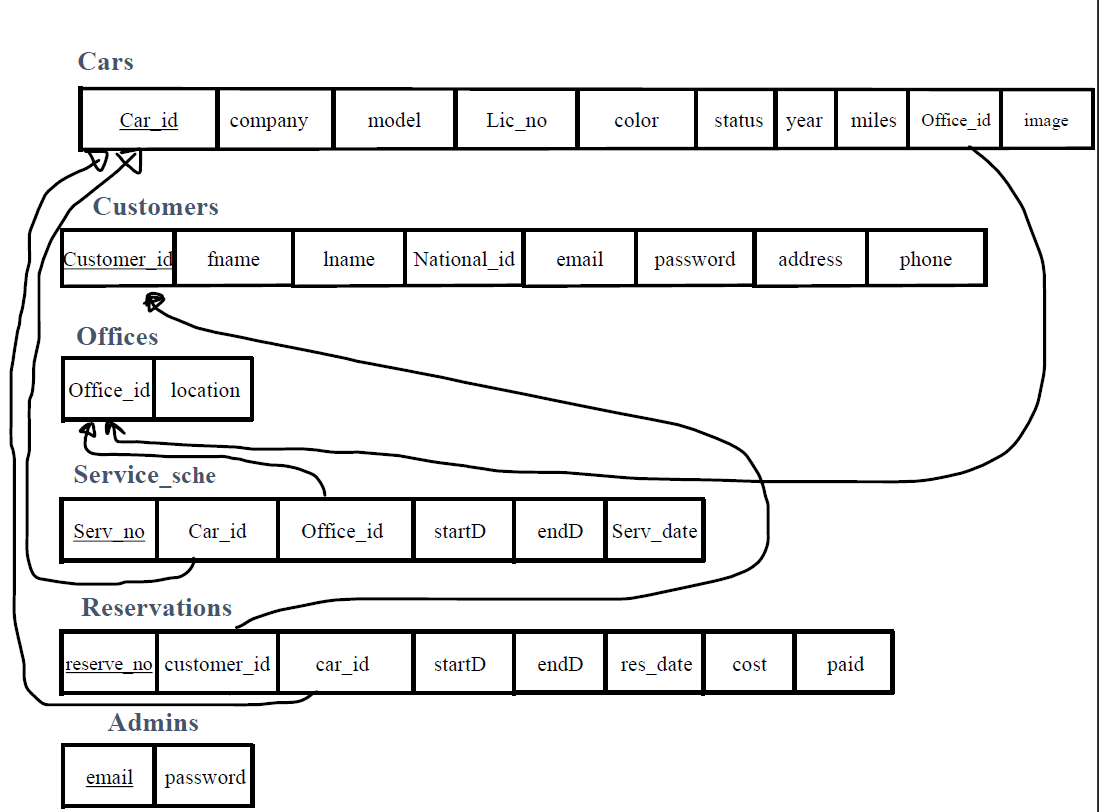 Cars
Car_id company model Lic_no color status year miles Office_id image
Customers
Customer_id fname lname National_id email password address phone
Offices
Office_id location
Service_sche
Serv_no Car_id Office_id startD endD Serv_date
Reservations
reserve_no customer_id car_id startD endD res_date cost paid
Admins
email password